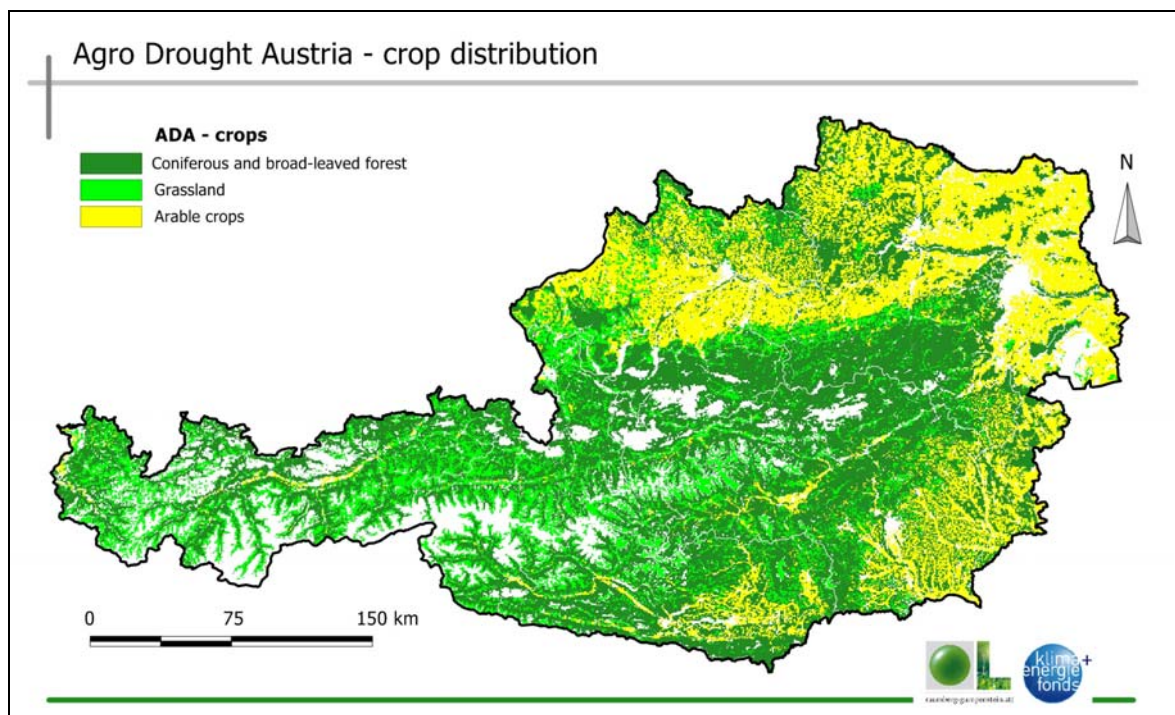 Agro Drought Austria - crop distribution
ADA - crops
Coniferous and broad-leaved forest
Grassland
Arable crops
N
0 75 150 km
klima+
energie
fonds